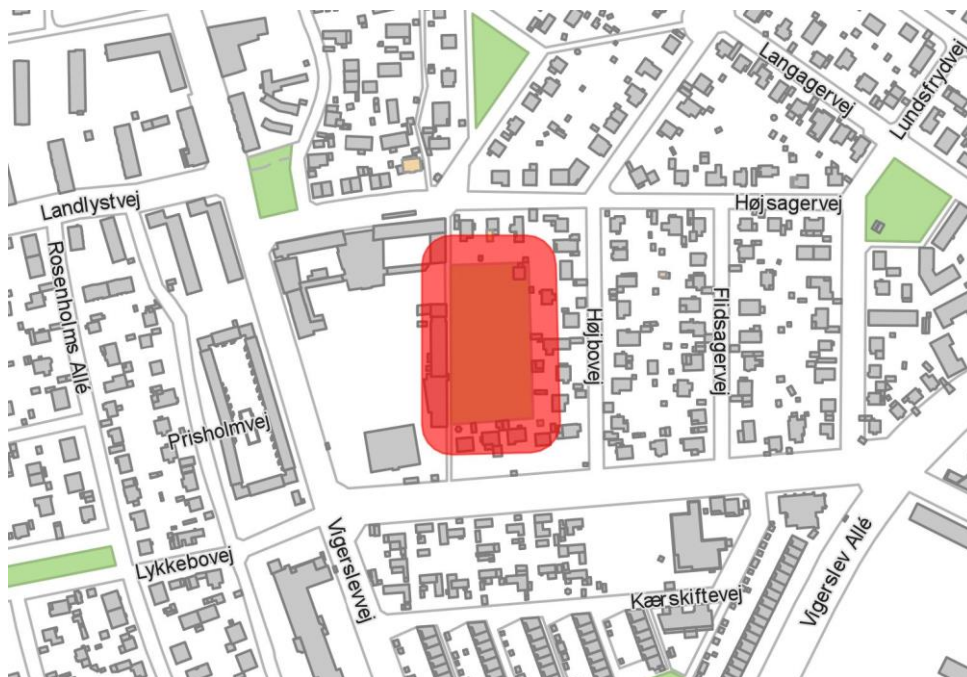 Langagervej
Lundsfrydvej
Landlystvej
Højsagervej
Rosenholms Allé
Højbovej
Flidsagervej
Prisholmvej
Vigerslevvej
Lykkebovej
Kærskiftevej
Vigerslev Allé